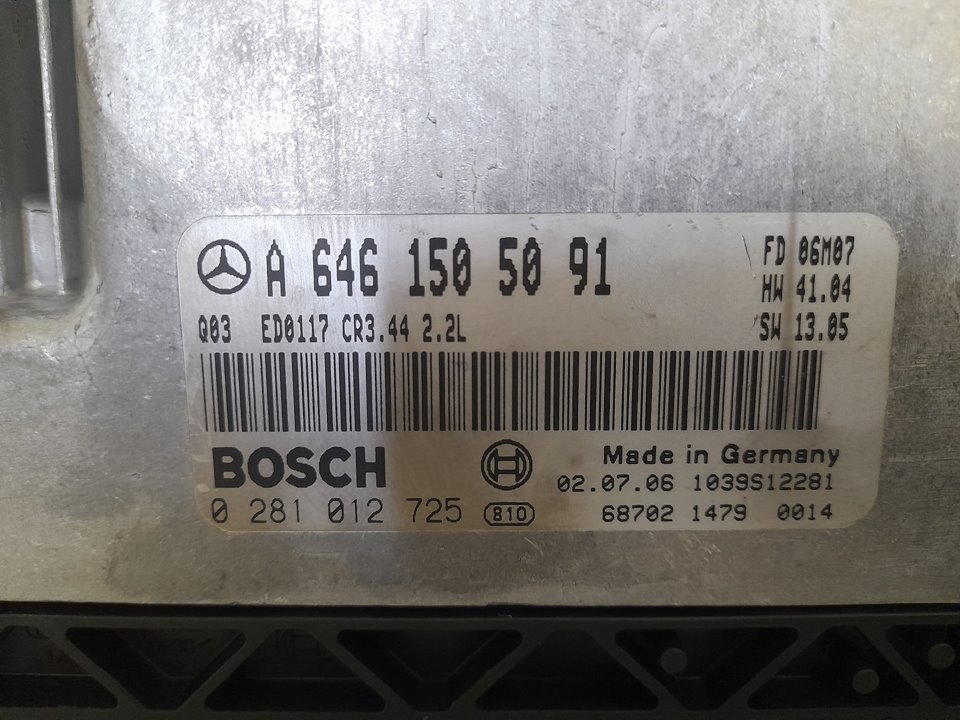 A 646 150 50 91
FD 06M07
HW 41.04
Q03 ED0117 CR3.44 2.2L
SW 13.05
BOSCH
Made in Germany
02.07.06 1039S12281
0 281 012 725 810
68702 1479 0014